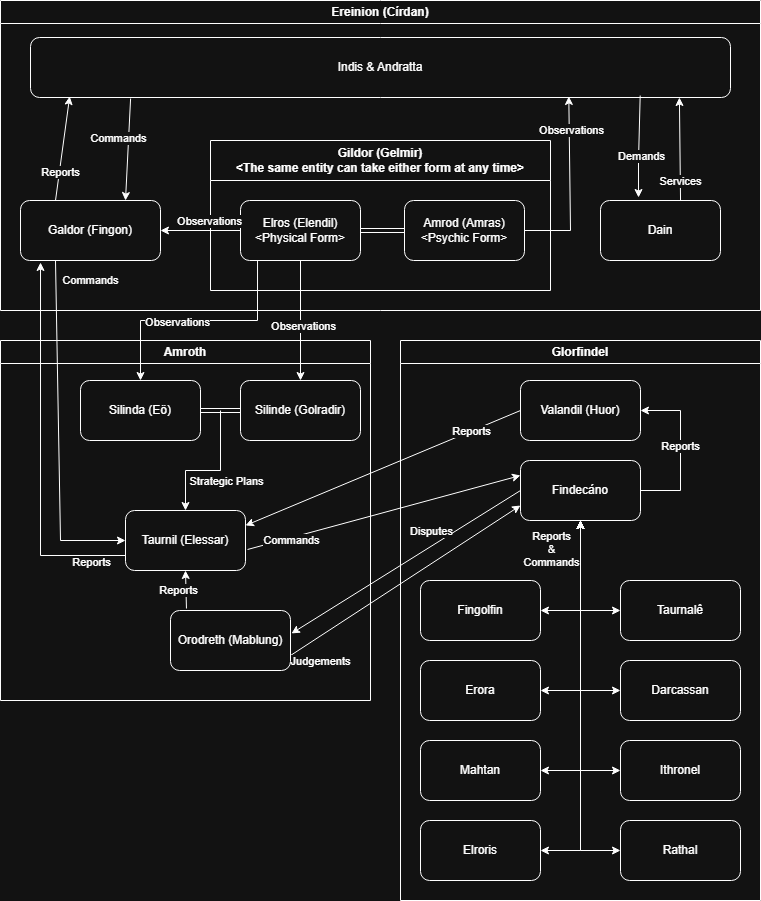 Ereinion (Círdan)
Indis & Andratta
Commands
Observations
Reports
Demands
Services
Gildor (Gelmir)
<The same entity can take either form at any time>
Galdor (Fingon)
Observations
Elros (Elendil)
<Physical Form>
Amrod (Amras)
<Psychic Form>
Dain
Commands
Observations
Observations
Amroth
Glorfindel
Silinda (Eö)
Silinde (Golradir)
Valandil (Huor)
Reports
Reports
Strategic Plans
Findecáno
Taurnil (Elessar)
Commands
Disputes
Reports
&
Commands
Reports
Reports
Orodreth (Mablung)
Judgements
Fingolfin
Taurnalê
Erora
Darcassan
Mahtan
Ithronel
Elroris
Rathal